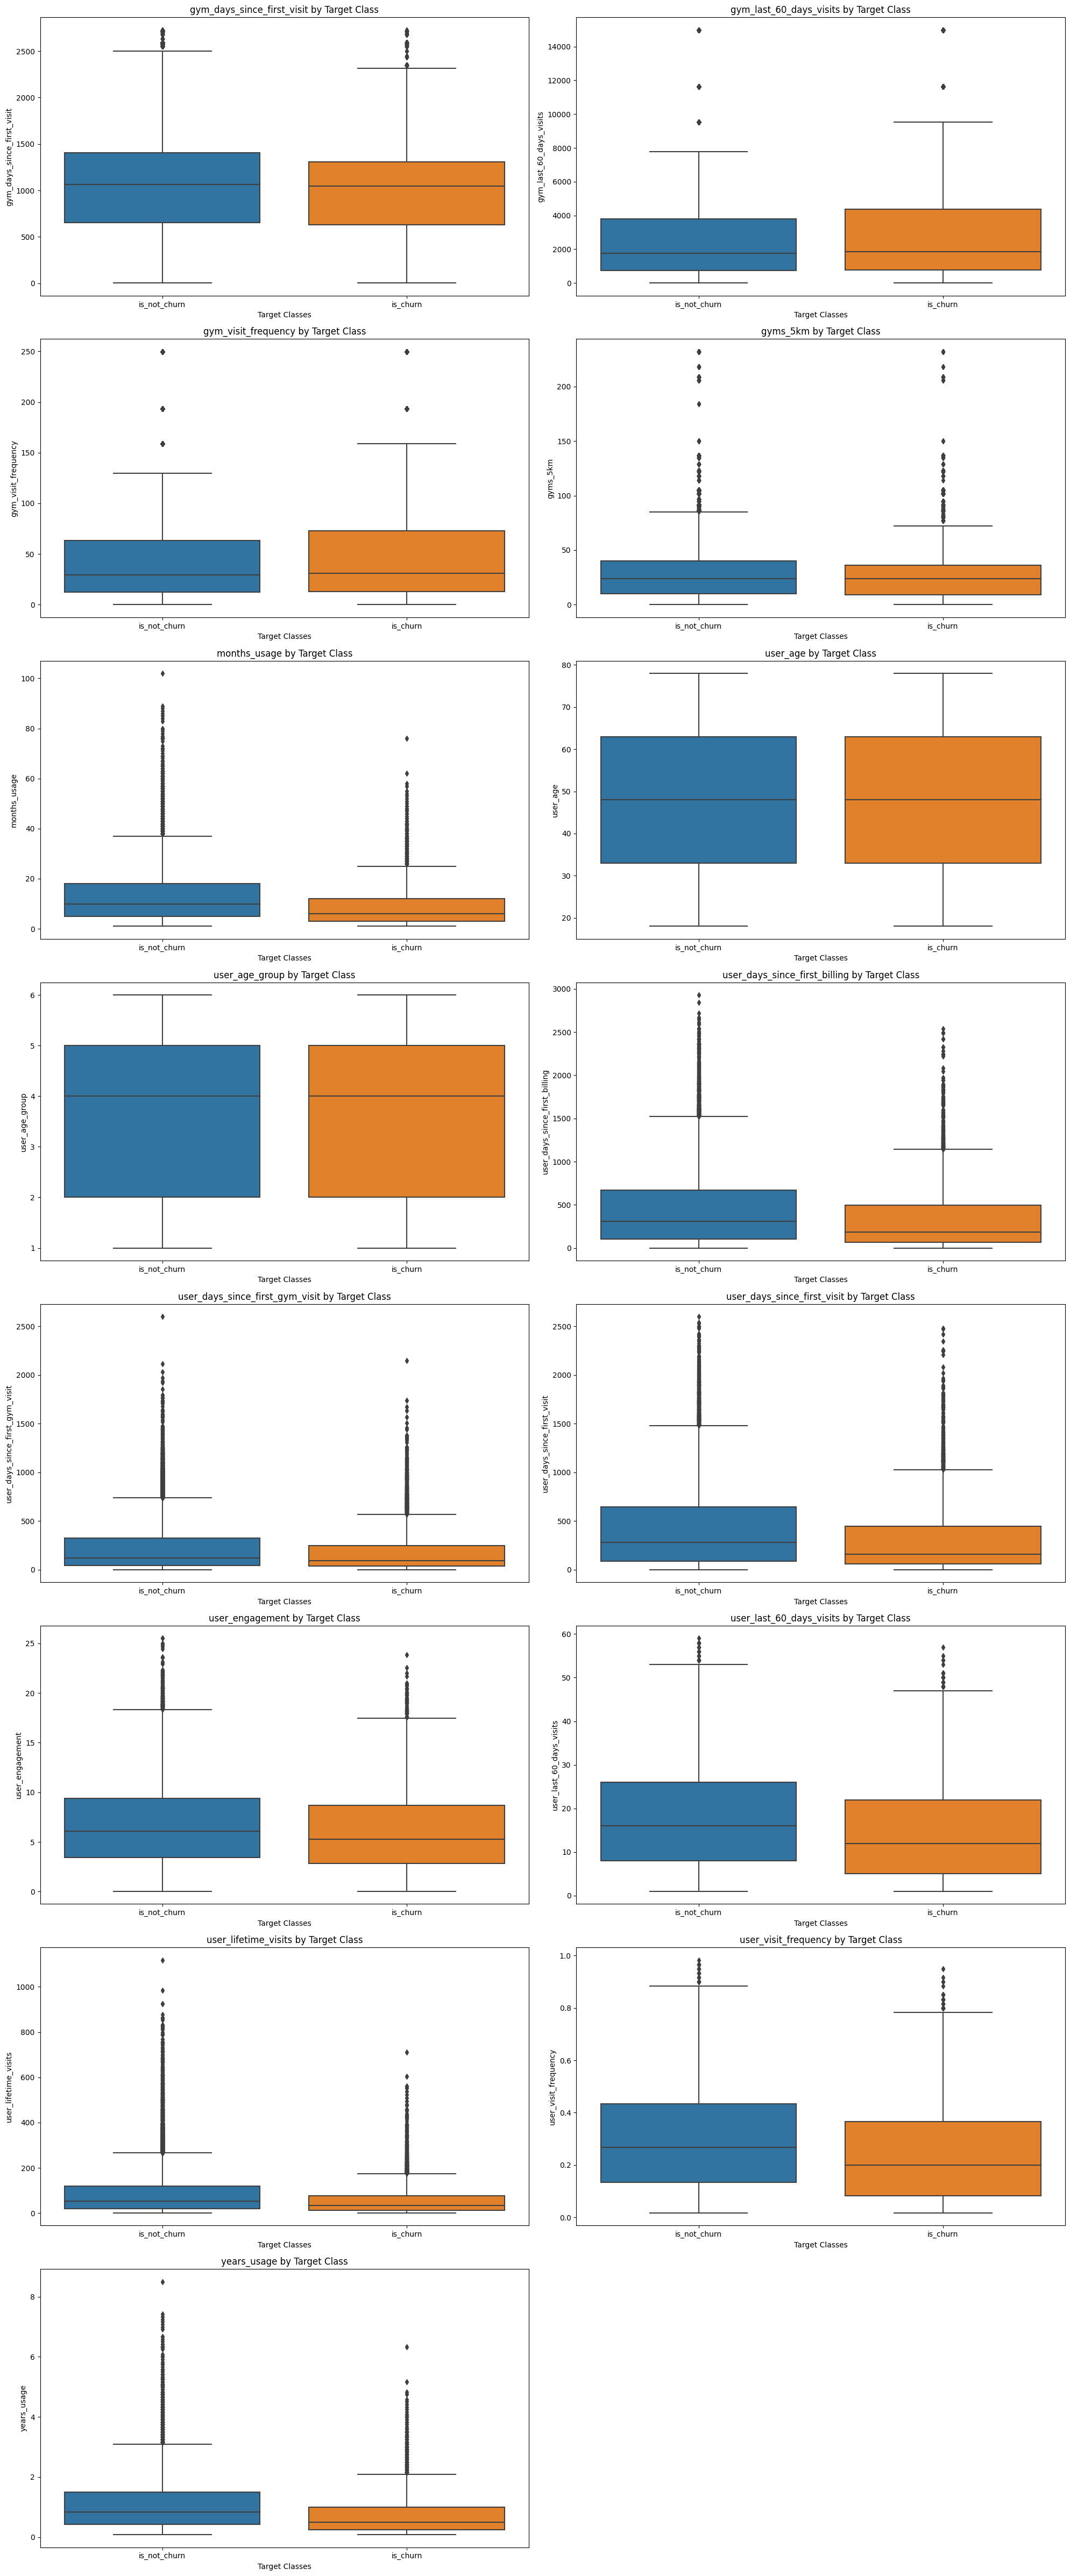 gym_days_since_first_visit by Target Class
gym_days_since_first_visit
2500
2000
1500
1000
500
0
is_not_churn
is_churn
Target Classes
gym_last_60_days_visits by Target Class
gym_last_60_days_visits
14000
12000
10000
8000
6000
4000
2000
0
is_not_churn
is_churn
Target Classes
gym_visit_frequency by Target Class
gym_visit_frequency
250
200
150
100
50
0
is_not_churn
is_churn
Target Classes
gyms_5km by Target Class
gyms_5km
200
150
100
50
0
is_not_churn
is_churn
Target Classes
months_usage by Target Class
months_usage
100
80
60
40
20
0
is_not_churn
is_churn
Target Classes
user_age by Target Class
user_age
80
70
60
50
40
30
20
is_not_churn
is_churn
Target Classes
user_age_group by Target Class
user_age_group
6
5
4
3
2
1
is_not_churn
is_churn
Target Classes
user_days_since_first_billing by Target Class
user_days_since_first_billing
3000
2500
2000
1500
1000
500
0
is_not_churn
is_churn
Target Classes
user_days_since_first_gym_visit by Target Class
user_days_since_first_gym_visit
2500
2000
1500
1000
500
0
is_not_churn
is_churn
Target Classes
user_days_since_first_visit by Target Class
user_days_since_first_visit
2500
2000
1500
1000
500
0
is_not_churn
is_churn
Target Classes
user_engagement by Target Class
user_engagement
25
20
15
10
5
0
is_not_churn
is_churn
Target Classes
user_last_60_days_visits by Target Class
user_last_60_days_visits
60
50
40
30
20
10
0
is_not_churn
is_churn
Target Classes
user_lifetime_visits by Target Class
user_lifetime_visits
1000
800
600
400
200
0
is_not_churn
is_churn
Target Classes
user_visit_frequency by Target Class
user_visit_frequency
1.0
0.8
0.6
0.4
0.2
0.0
is_not_churn
is_churn
Target Classes
years_usage by Target Class
years_usage
8
6
4
2
0
is_not_churn
is_churn
Target Classes